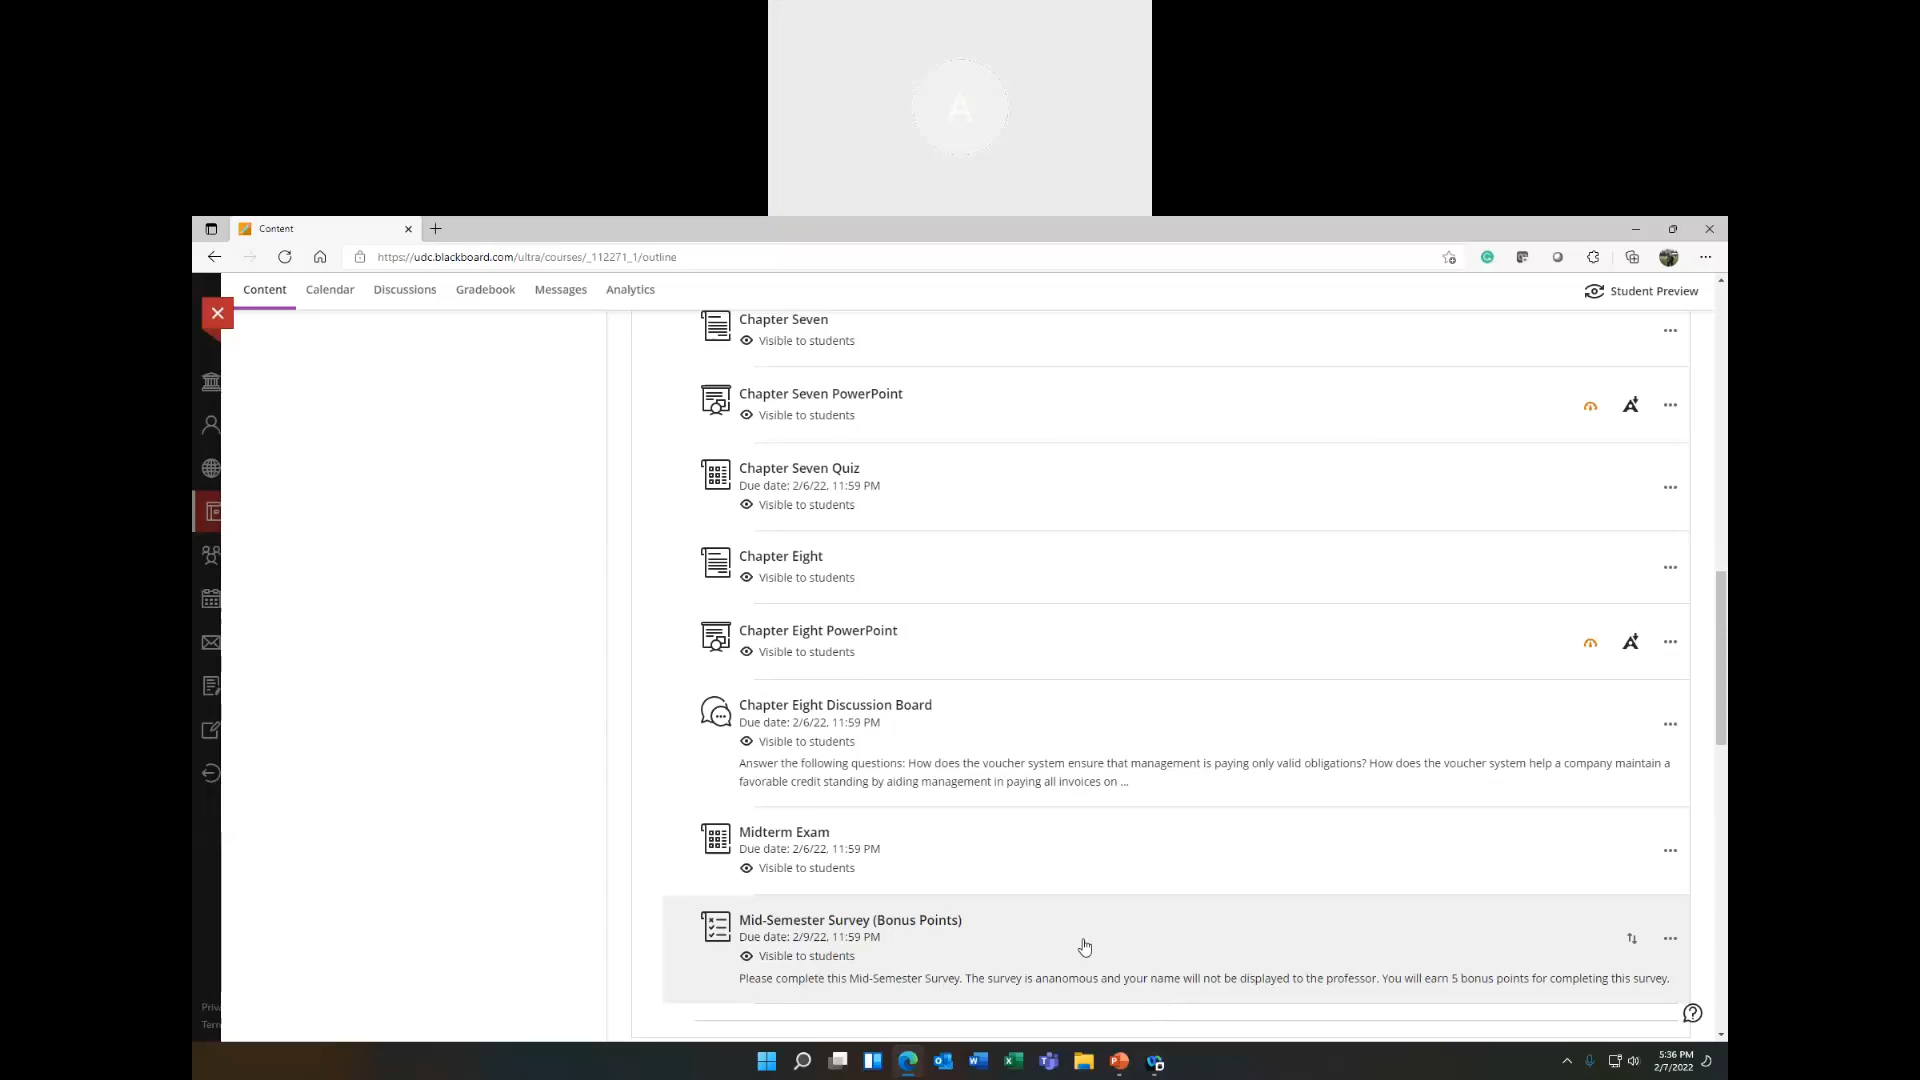 A
Content
https://udc.blackboard.com/ultra/courses/_112271_1/outline
Content Calendar Discussions Gradebook Messages Analytics Student Preview
Chapter Seven
Visible to students
Chapter Seven PowerPoint
Visible to students
Chapter Seven Quiz
Due date: 2/6/22, 11:59 PM
Visible to students
Chapter Eight
Visible to students
Chapter Eight PowerPoint
Visible to students
Chapter Eight Discussion Board
Due date: 2/6/22, 11:59 PM
Visible to students
Answer the following questions: How does the voucher system ensure that management is paying only valid obligations? How does the voucher system help a company maintain a
favorable credit standing by aiding management in paying all invoices on ...
Midterm Exam
Due date: 2/6/22, 11:59 PM
Visible to students
Mid-Semester Survey (Bonus Points)
Due date: 2/9/22, 11:59 PM
Visible to students
Please complete this Mid-Semester Survey. The survey is ananomous and your name will not be displayed to the professor. You will earn 5 bonus points for completing this survey.
5:36 PM
2/7/2022